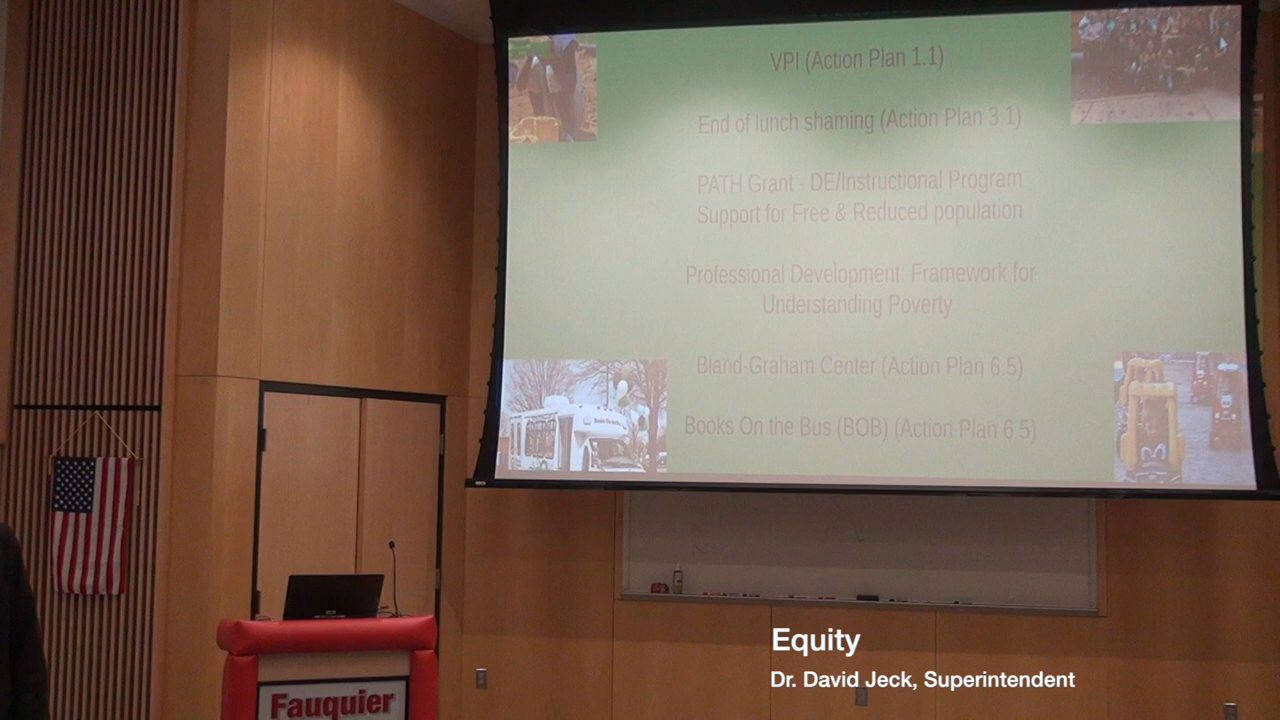 VPI (Action Plan 1.1)
End of lunch shaming (Action Plan 3.1)
PATH Grant - DE/Instructional Program
Support for Free & Reduced population
Professional Development: Framework for
Understanding Poverty
Bland-Graham Center (Action Plan 6.5)
Books On the Bus (BOB) (Action Plan 6.5)
Fauquier
Equity
Dr. David Jeck, Superintendent